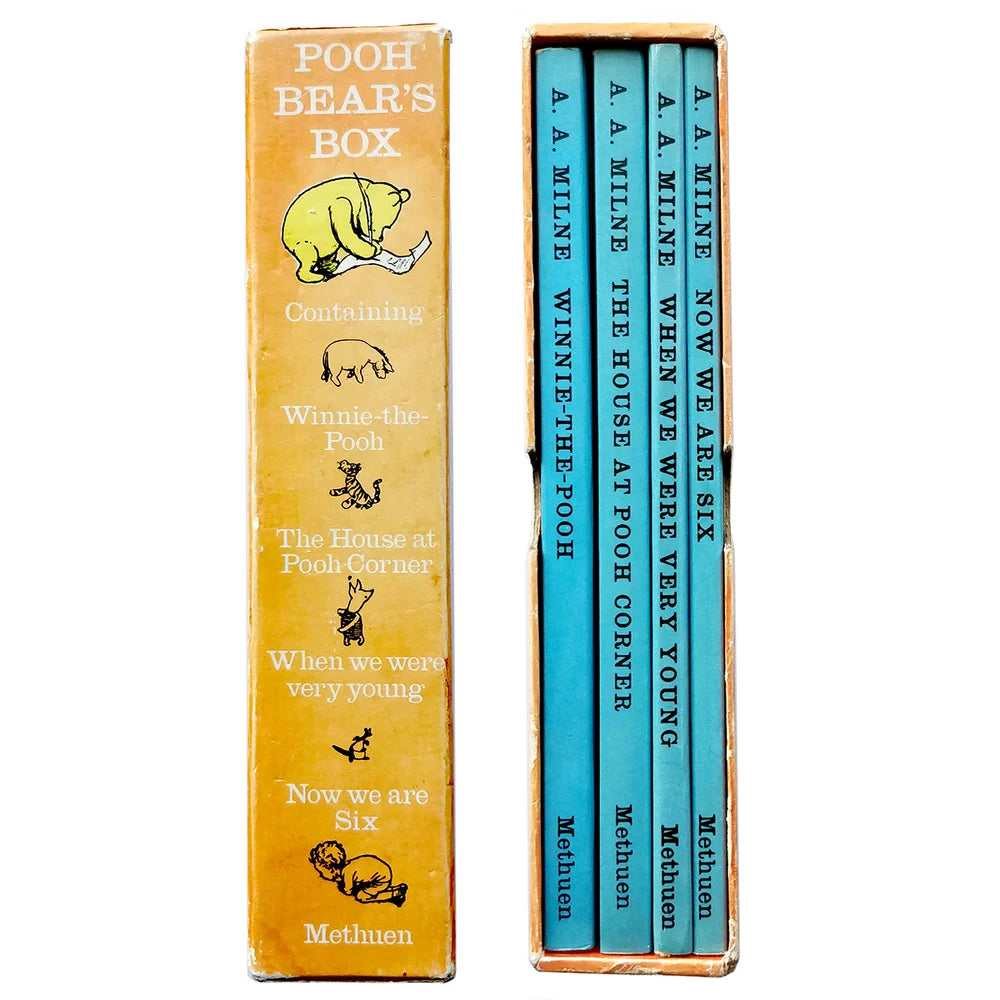 POOH
BEAR'S
BOX
Containing
Winnie-the-
Pooh
The House at
Pooh Corner
When we were
very young
Now we are
Six
Methuen
A. A. MILNE WINNIE-THE-POOH Methuen
A. A. MILNE THE HOUSE AT POOH CORNER Methuen
A. A. MILNE WHEN WE WERE VERY YOUNG Methuen
A. A. MILNE NOW WE ARE SIX Methuen